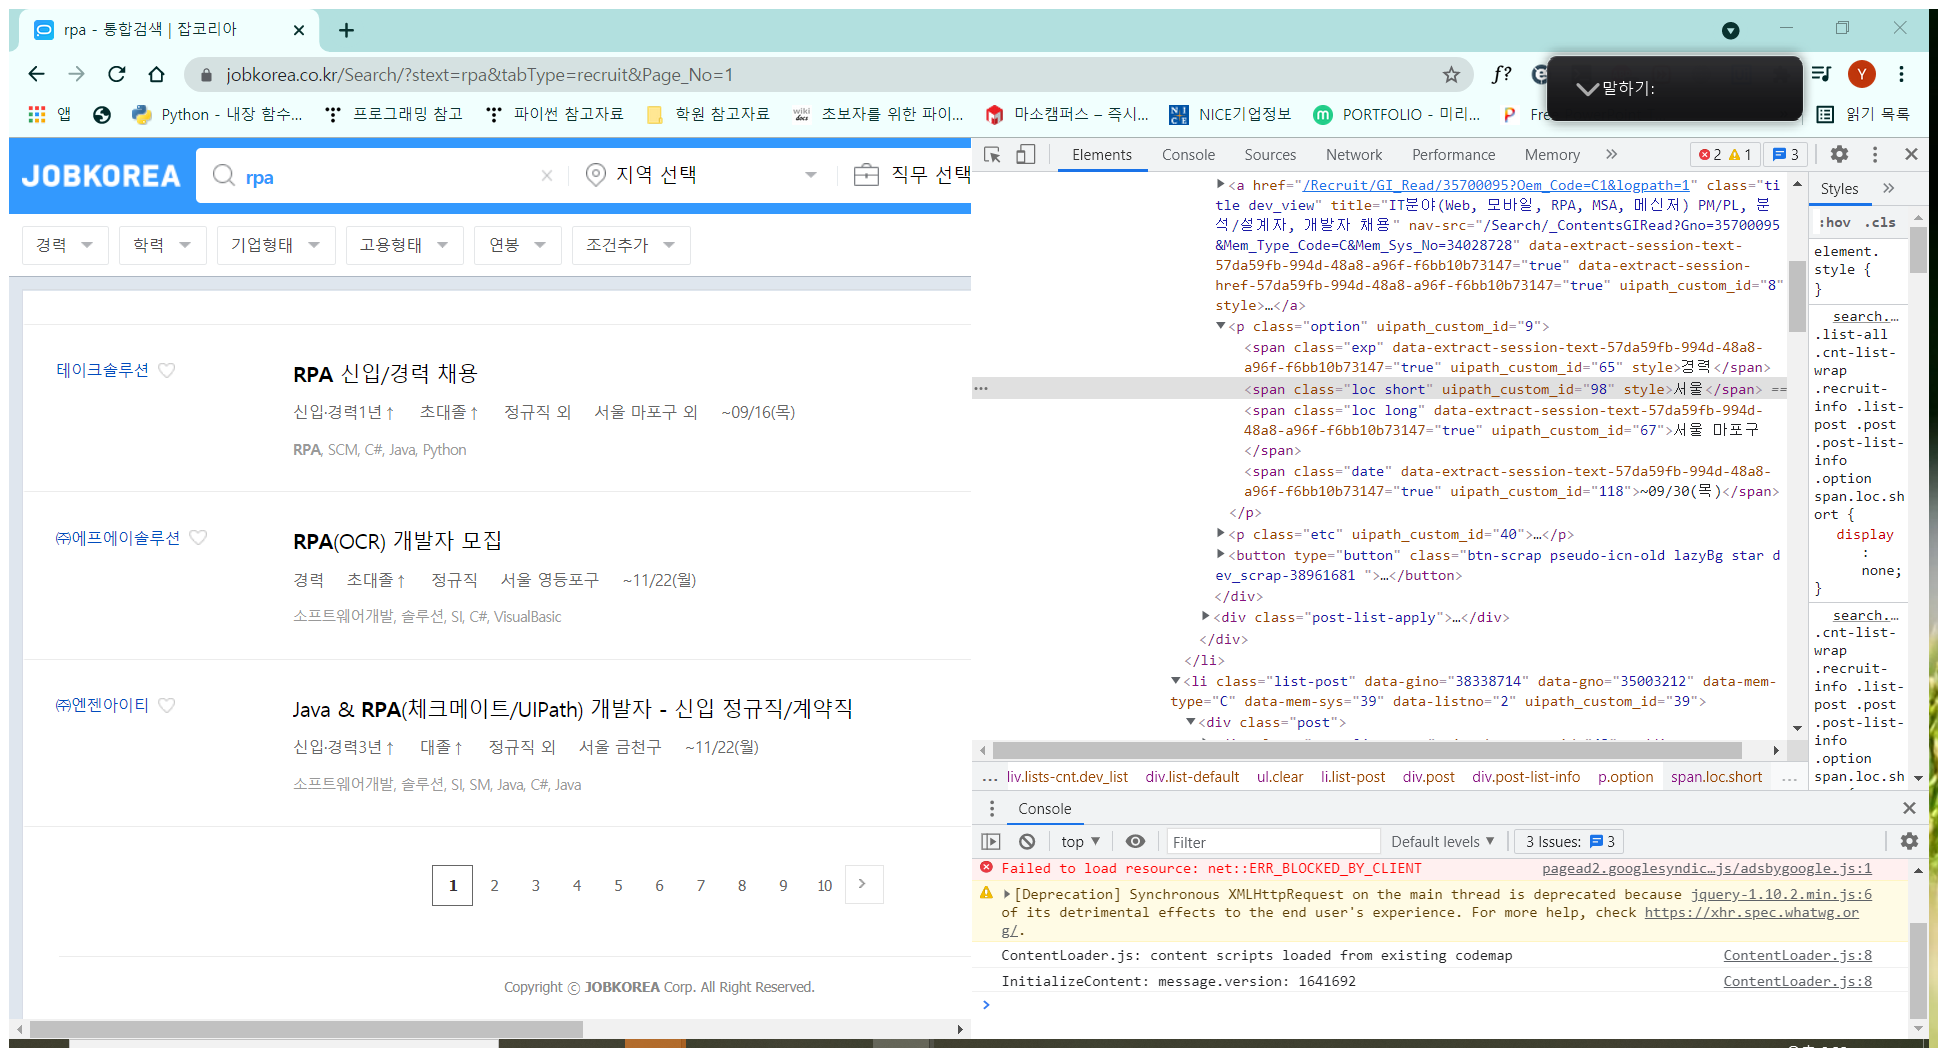 rpa - 통합검색 | 잡코리아
jobkorea.co.kr/Search/?stext=rpa&tabType=recruit&Page_No=1
f?
Y
말하기:
앱
Python - 내장 함수...
프로그래밍 참고
파이썬 참고자료
학원 참고자료
wiki docs
초보자를 위한 파이...
마소캠퍼스 – 즉시...
NICE기업정보
PORTFOLIO - 미리...
Fre
읽기 목록
JOBKOREA
rpa
지역 선택
직무 선택
경력
학력
기업형태
고용형태
연봉
조건추가
테이크솔루션
RPA 신입/경력 채용
신입·경력1년↑ 초대졸↑ 정규직 외 서울 마포구 외 ~09/16(목)
RPA, SCM, C#, Java, Python
㈜에프에이솔루션
RPA(OCR) 개발자 모집
경력 초대졸↑ 정규직 서울 영등포구 ~11/22(월)
소프트웨어개발, 솔루션, SI, C#, VisualBasic
㈜엔젠아이티
Java & RPA(체크메이트/UIPath) 개발자 - 신입 정규직/계약직
신입·경력3년↑ 대졸↑ 정규직 외 서울 금천구 ~11/22(월)
소프트웨어개발, 솔루션, SI, SM, Java, C#, Java
1 2 3 4 5 6 7 8 9 10 >
Copyright ⓒ JOBKOREA Corp. All Right Reserved.
Elements Console Sources Network Performance Memory » 2 1 3
<a href="/Recruit/GI_Read/35700095?Oem_Code=C1&logpath=1" class="ti
tle dev_view" title="IT분야(Web, 모바일, RPA, MSA, 메신저) PM/PL, 분
석/설계자, 개발자 채용" nav-src="/Search/_ContentsGIRead?Gno=35700095
&Mem_Type_Code=C&Mem_Sys_No=34028728" data-extract-session-text-
57da59fb-994d-48a8-a96f-f6bb10b73147="true" data-extract-session-
href-57da59fb-994d-48a8-a96f-f6bb10b73147="true" uipath_custom_id="8"
style>…</a>
<p class="option" uipath_custom_id="9">
<span class="exp" data-extract-session-text-57da59fb-994d-48a8-
a96f-f6bb10b73147="true" uipath_custom_id="65" style>경력</span>
<span class="loc short" uipath_custom_id="98" style>서울</span> ==
<span class="loc long" data-extract-session-text-57da59fb-994d-
48a8-a96f-f6bb10b73147="true" uipath_custom_id="67">서울 마포구
</span>
<span class="date" data-extract-session-text-57da59fb-994d-48a8-
a96f-f6bb10b73147="true" uipath_custom_id="118">~09/30(목)</span>
</p>
<p class="etc" uipath_custom_id="40">…</p>
<button type="button" class="btn-scrap pseudo-icn-old lazyBg star d
ev_scrap-38961681 ">…</button>
</div>
<div class="post-list-apply">…</div>
</div>
</li>
<li class="list-post" data-gino="38338714" data-gno="35003212" data-mem-
type="C" data-mem-sys="39" data-listno="2" uipath_custom_id="39">
<div class="post">
... liv.lists-cnt.dev_list div.list-default ul.clear li.list-post div.post div.post-list-info p.option span.loc.short ...
Styles »
:hov .cls
element.
style {
}
search.…
.list-all
.cnt-list-
wrap
.recruit-
info .list-
post .post
.post-list-
info
.option
span.loc.sh
ort {
display
:
none;
}
search.…
.cnt-list-
wrap
.recruit-
info .list-
post .post
.post-list-
info
.option
span.loc.sh
Console
top Filter Default levels 3 Issues: 3
Failed to load resource: net::ERR_BLOCKED_BY_CLIENT pagead2.googlesyndic…js/adsbygoogle.js:1
[Deprecation] Synchronous XMLHttpRequest on the main thread is deprecated because jquery-1.10.2.min.js:6
of its detrimental effects to the end user's experience. For more help, check https://xhr.spec.whatwg.or
g/.
ContentLoader.js: content scripts loaded from existing codemap ContentLoader.js:8
InitializeContent: message.version: 1641692 ContentLoader.js:8